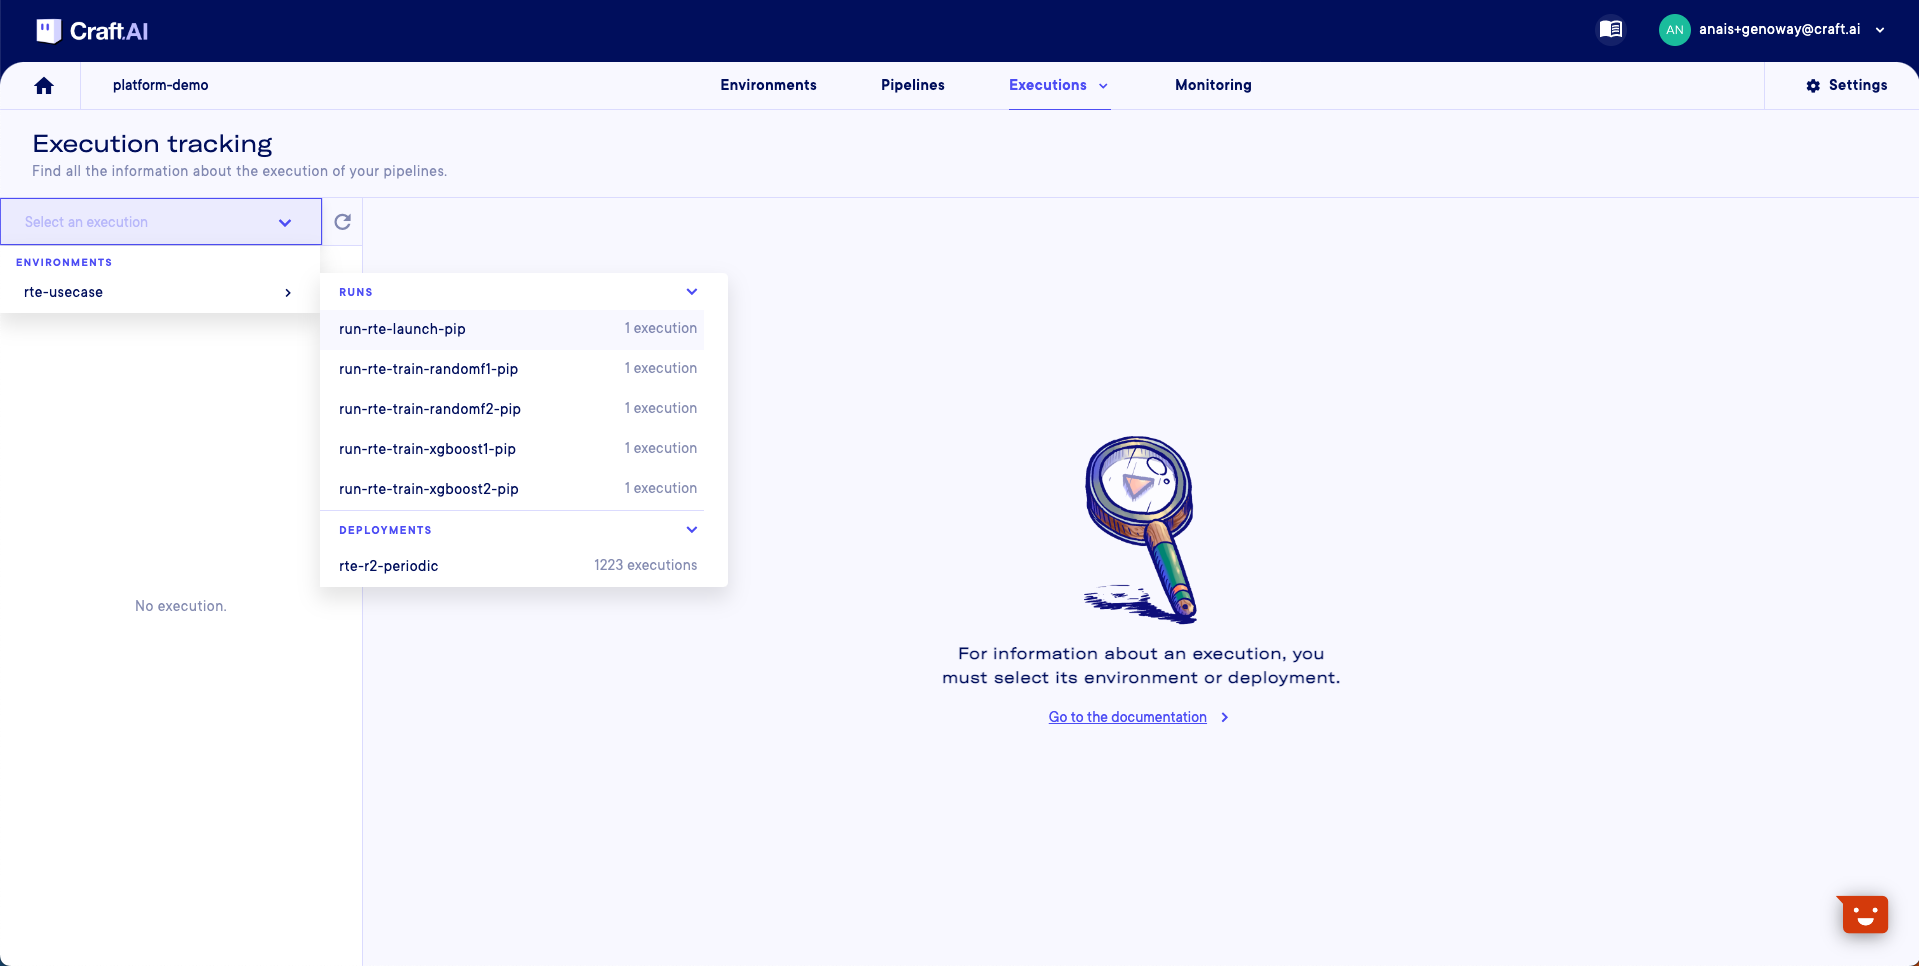 Craft.AI
AN
anais+genoway@craft.ai
platform-demo
Environments
Pipelines
Executions
Monitoring
Settings
Execution tracking
Find all the information about the execution of your pipelines.
Select an execution
ENVIRONMENTS
rte-usecase
RUNS
run-rte-launch-pip 1 execution
run-rte-train-randomf1-pip 1 execution
run-rte-train-randomf2-pip 1 execution
run-rte-train-xgboost1-pip 1 execution
run-rte-train-xgboost2-pip 1 execution
DEPLOYMENTS
rte-r2-periodic 1223 executions
No execution.
For information about an execution, you
must select its environment or deployment.
Go to the documentation